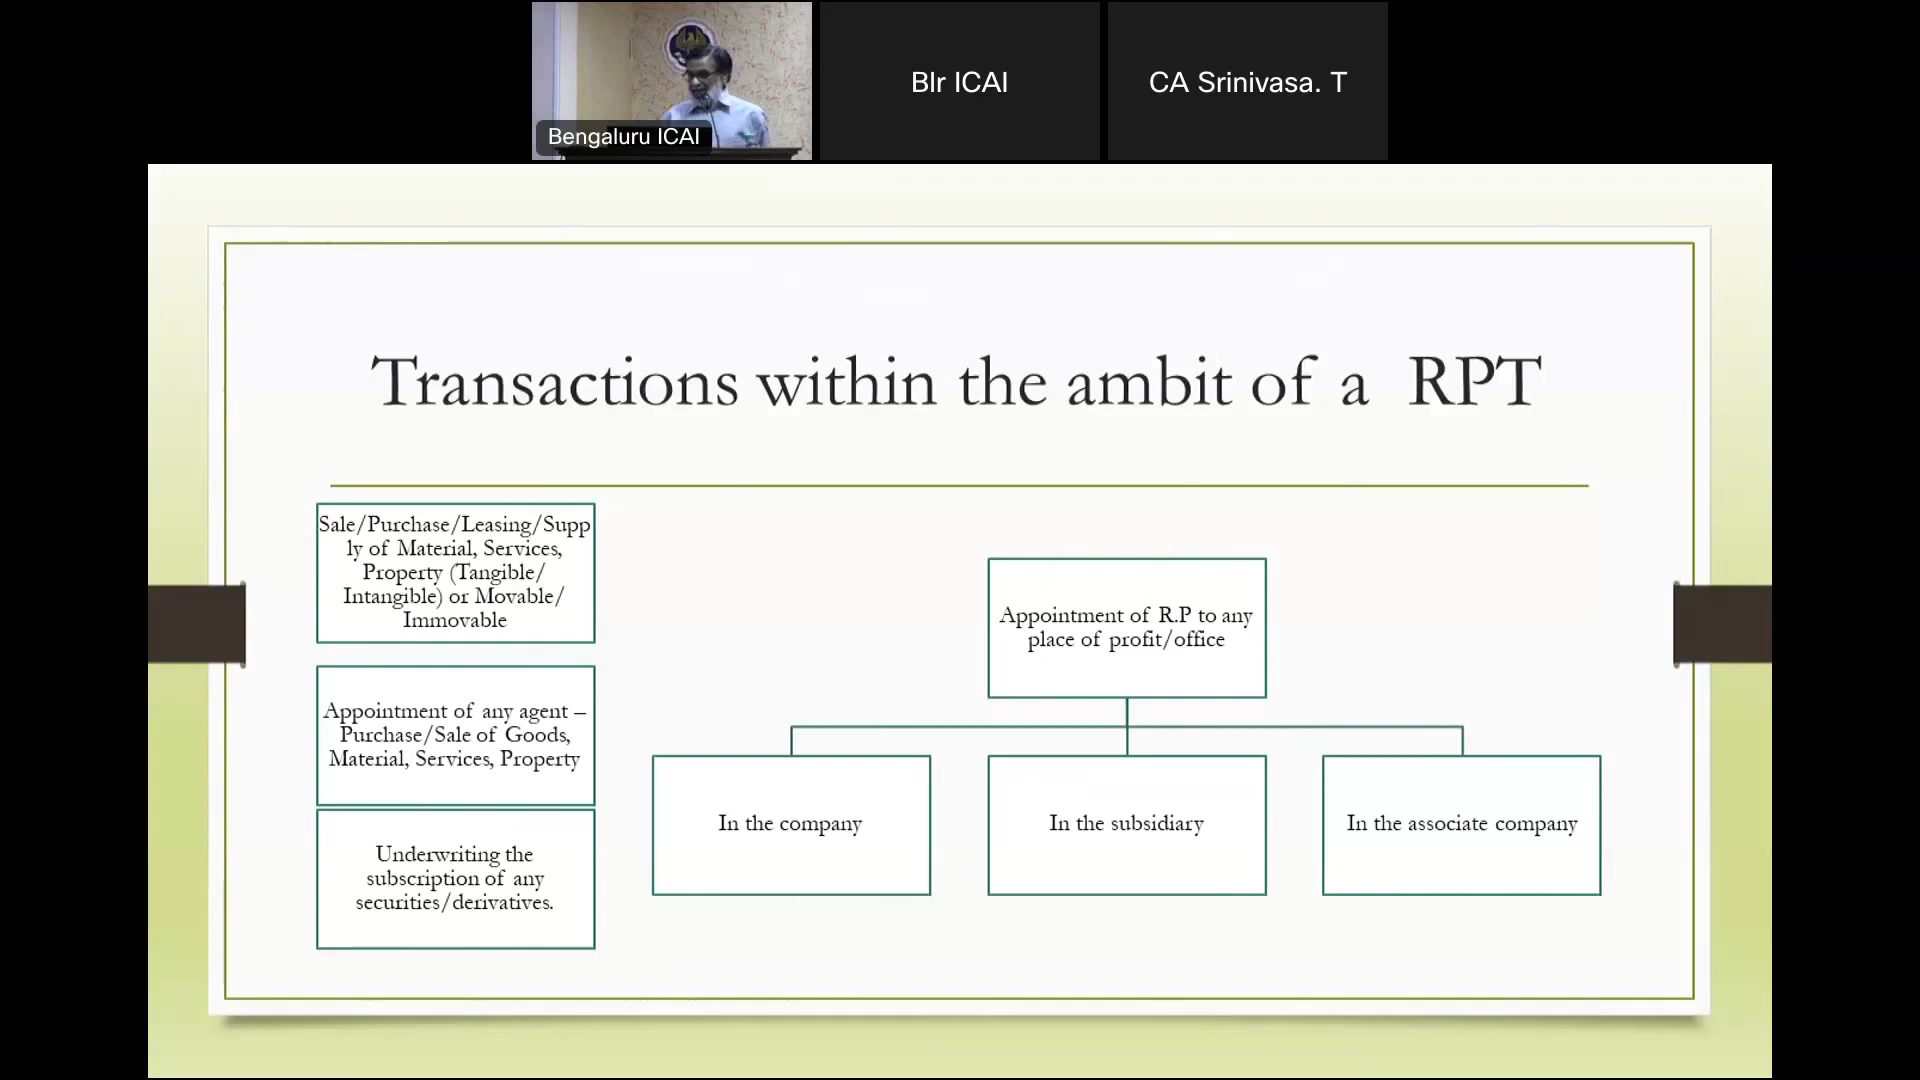 Bengaluru ICAI
Blr ICAI
CA Srinivasa. T
Transactions within the ambit of a RPT
Sale/Purchase/Leasing/Supp
ly of Material, Services,
Property (Tangible/
Intangible) or Movable/
Immovable
Appointment of any agent –
Purchase/Sale of Goods,
Material, Services, Property
Underwriting the
subscription of any
securities/derivatives.
Appointment of R.P to any
place of profit/office
In the company
In the subsidiary
In the associate company